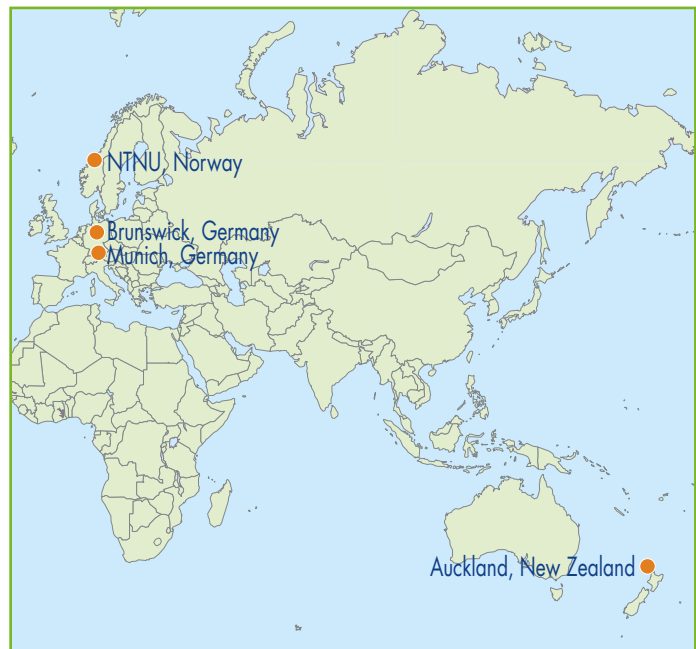 NTNU, Norway
Brunswick, Germany
Munich, Germany
Auckland, New Zealand